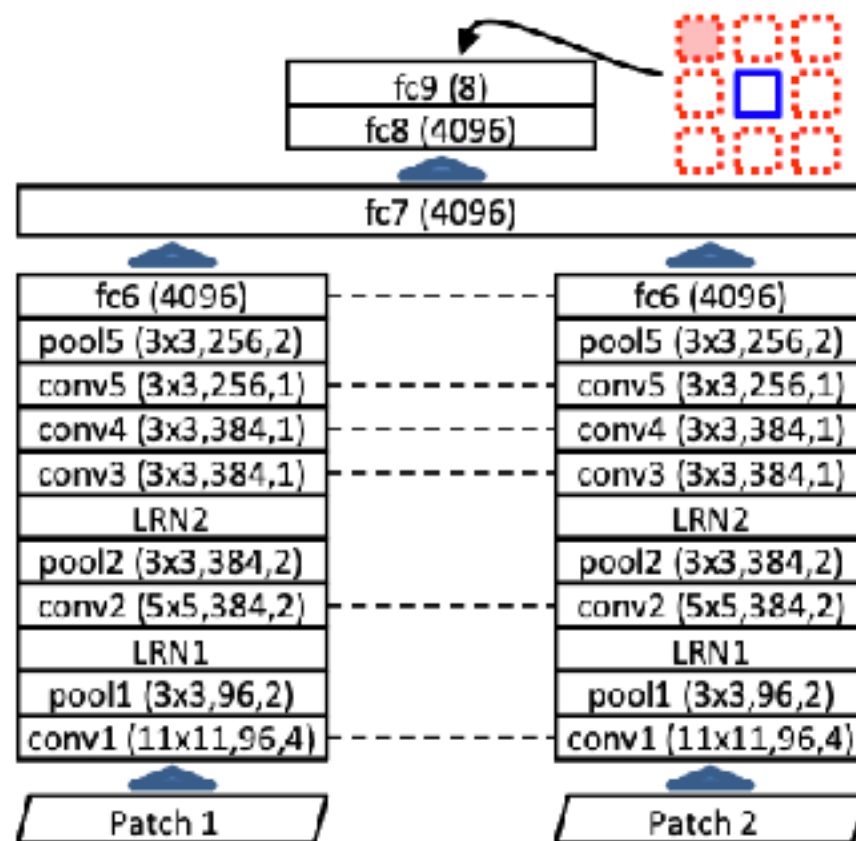 fc9 (8)
fc8 (4096)
fc7 (4096)
fc6 (4096)
pool5 (3x3,256,2)
conv5 (3x3,256,1)
conv4 (3x3,384,1)
conv3 (3x3,384,1)
LRN2
pool2 (3x3,384,2)
conv2 (5x5,384,2)
LRN1
pool1 (3x3,96,2)
conv1 (11x11,96,4)
Patch 1
fc6 (4096)
pool5 (3x3,256,2)
conv5 (3x3,256,1)
conv4 (3x3,384,1)
conv3 (3x3,384,1)
LRN2
pool2 (3x3,384,2)
conv2 (5x5,384,2)
LRN1
pool1 (3x3,96,2)
conv1 (11x11,96,4)
Patch 2